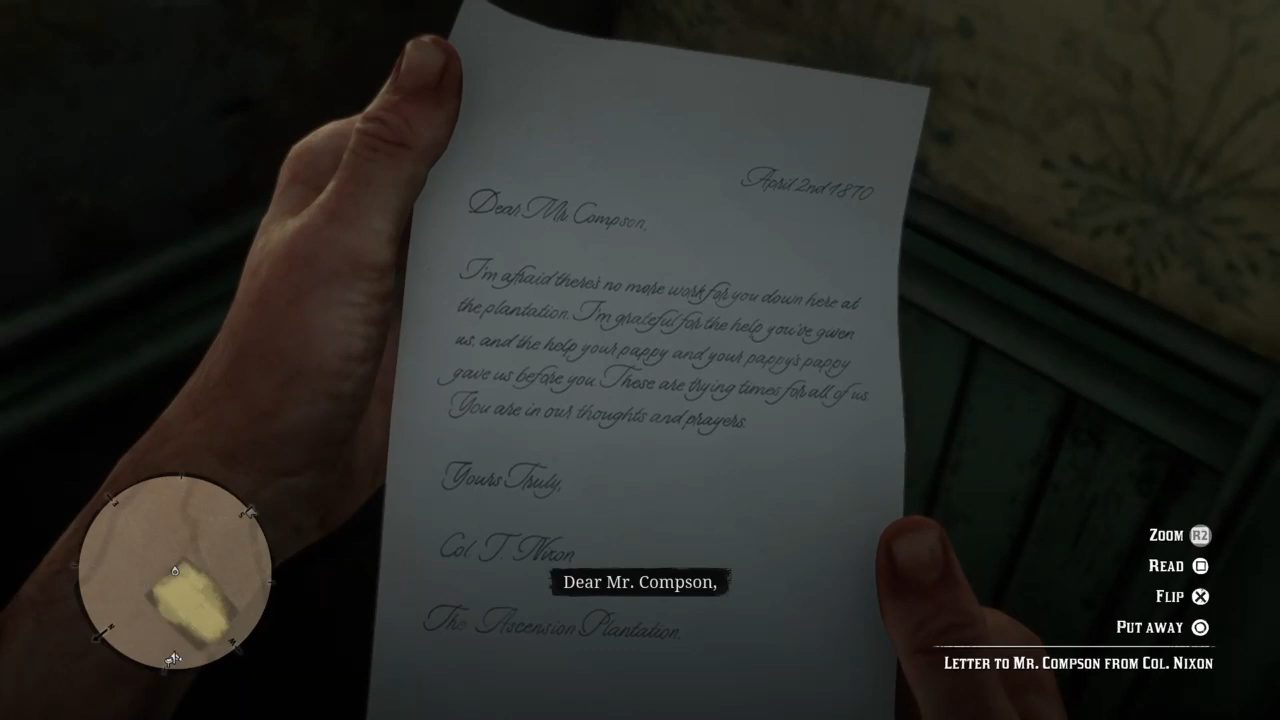 April 2nd 1870
Dear Mr. Compson,
I'm afraid there's no more work for you down here at
the plantation. I'm grateful for the help you've given
us, and the help your pappy and your pappy's pappy
gave us before you. These are trying times for all of us.
You are in our thoughts and prayers.
Yours Truly,
Col. T. Nixon
Dear Mr. Compson,
The Ascension Plantation.
Zoom R2
Read
Flip
Put away
Letter to Mr. Compson from Col. Nixon